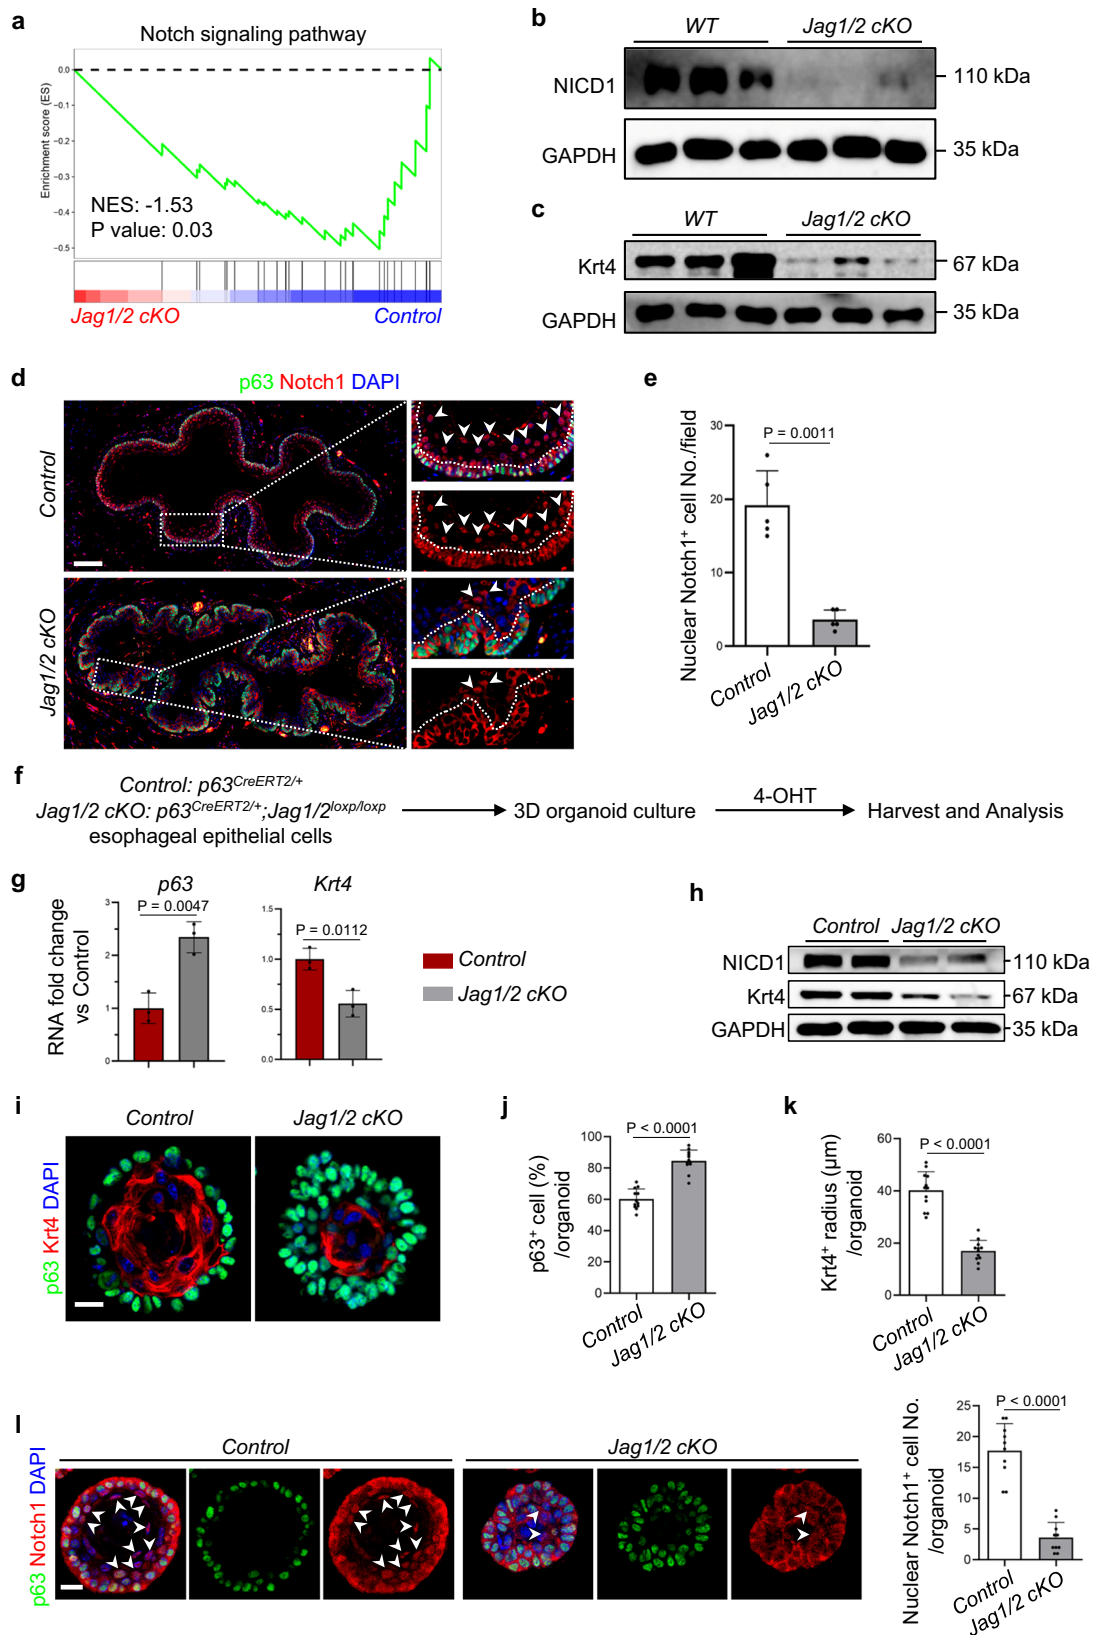 a
Notch signaling pathway
Enrichment score (ES)
0.0
−0.1
−0.2
−0.3
−0.4
−0.5
NES: -1.53
P value: 0.03
Jag1/2 cKO
Control
b
WT
Jag1/2 cKO
NICD1
110 kDa
GAPDH
35 kDa
c
WT
Jag1/2 cKO
Krt4
67 kDa
GAPDH
35 kDa
d
p63 Notch1 DAPI
Control
Jag1/2 cKO
e
Nuclear Notch1+ cell No./field
30
20
10
0
P = 0.0011
Control
Jag1/2 cKO
f
Control: p63CreERT2/+
Jag1/2 cKO: p63CreERT2/+;Jag1/2loxp/loxp
esophageal epithelial cells
3D organoid culture
4-OHT
Harvest and Analysis
g
RNA fold change
vs Control
p63
P = 0.0047
3
2
1
0
Krt4
P = 0.0112
1.5
1.0
0.5
0.0
Control
Jag1/2 cKO
h
Control
Jag1/2 cKO
NICD1
110 kDa
Krt4
67 kDa
GAPDH
35 kDa
i
p63 Krt4 DAPI
Control
Jag1/2 cKO
j
p63+ cell (%)
/organoid
100
80
60
40
20
0
P < 0.0001
Control
Jag1/2 cKO
k
Krt4+ radius (μm)
/organoid
60
40
20
0
P < 0.0001
Control
Jag1/2 cKO
l
p63 Notch1 DAPI
Control
Jag1/2 cKO
Nuclear Notch1+ cell No.
/organoid
25
20
15
10
5
0
P < 0.0001
Control
Jag1/2 cKO